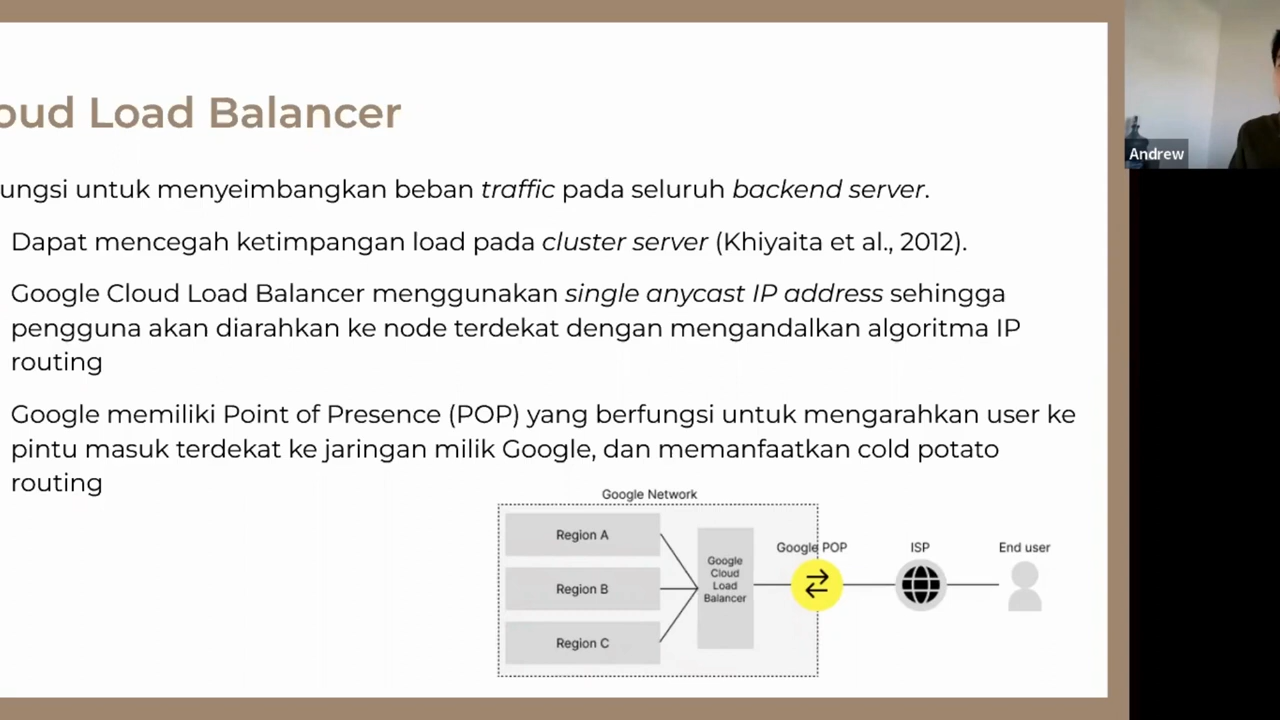 oud Load Balancer
ungsi untuk menyeimbangkan beban traffic pada seluruh backend server.
Dapat mencegah ketimpangan load pada cluster server (Khiyaita et al., 2012).
Google Cloud Load Balancer menggunakan single anycast IP address sehingga
pengguna akan diarahkan ke node terdekat dengan mengandalkan algoritma IP
routing
Google memiliki Point of Presence (POP) yang berfungsi untuk mengarahkan user ke
pintu masuk terdekat ke jaringan milik Google, dan memanfaatkan cold potato
routing
Google Network
Region A
Region B
Region C
Google
Cloud
Load
Balancer
Google POP
ISP
End user
Andrew